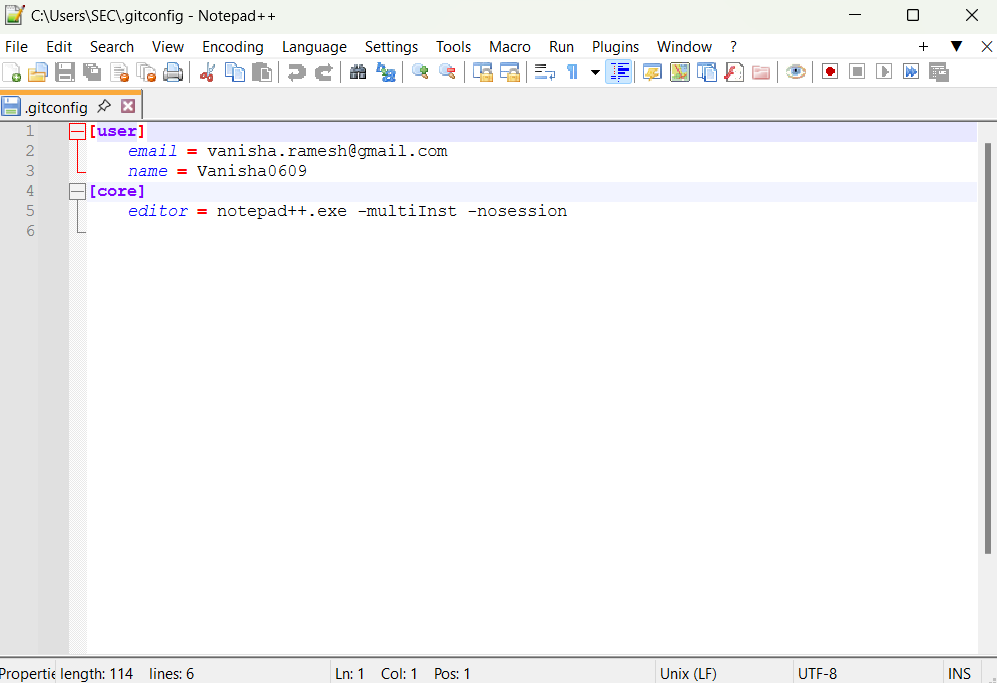 C:\Users\SEC\.gitconfig - Notepad++
File Edit Search View Encoding Language Settings Tools Macro Run Plugins Window ?
.gitconfig
1 [user]
2 email = vanisha.ramesh@gmail.com
3 name = Vanisha0609
4 [core]
5 editor = notepad++.exe -multiInst -nosession
6
Propertie length: 114 lines: 6 Ln: 1 Col: 1 Pos: 1 Unix (LF) UTF-8 INS